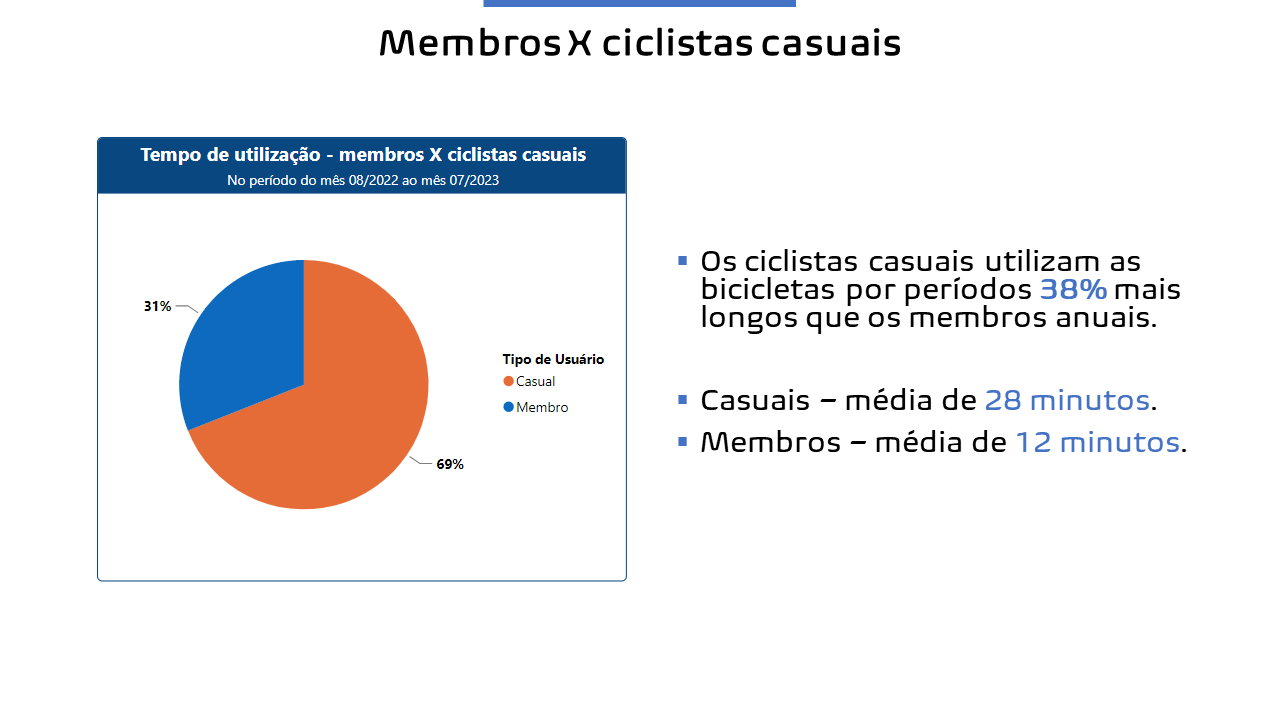 Membros X ciclistas casuais
Tempo de utilização - membros X ciclistas casuais
No período do mês 08/2022 ao mês 07/2023
31%
69%
Tipo de Usuário
Casual
Membro
Os ciclistas casuais utilizam as
bicicletas por períodos 38% mais
longos que os membros anuais.
Casuais – média de 28 minutos.
Membros – média de 12 minutos.